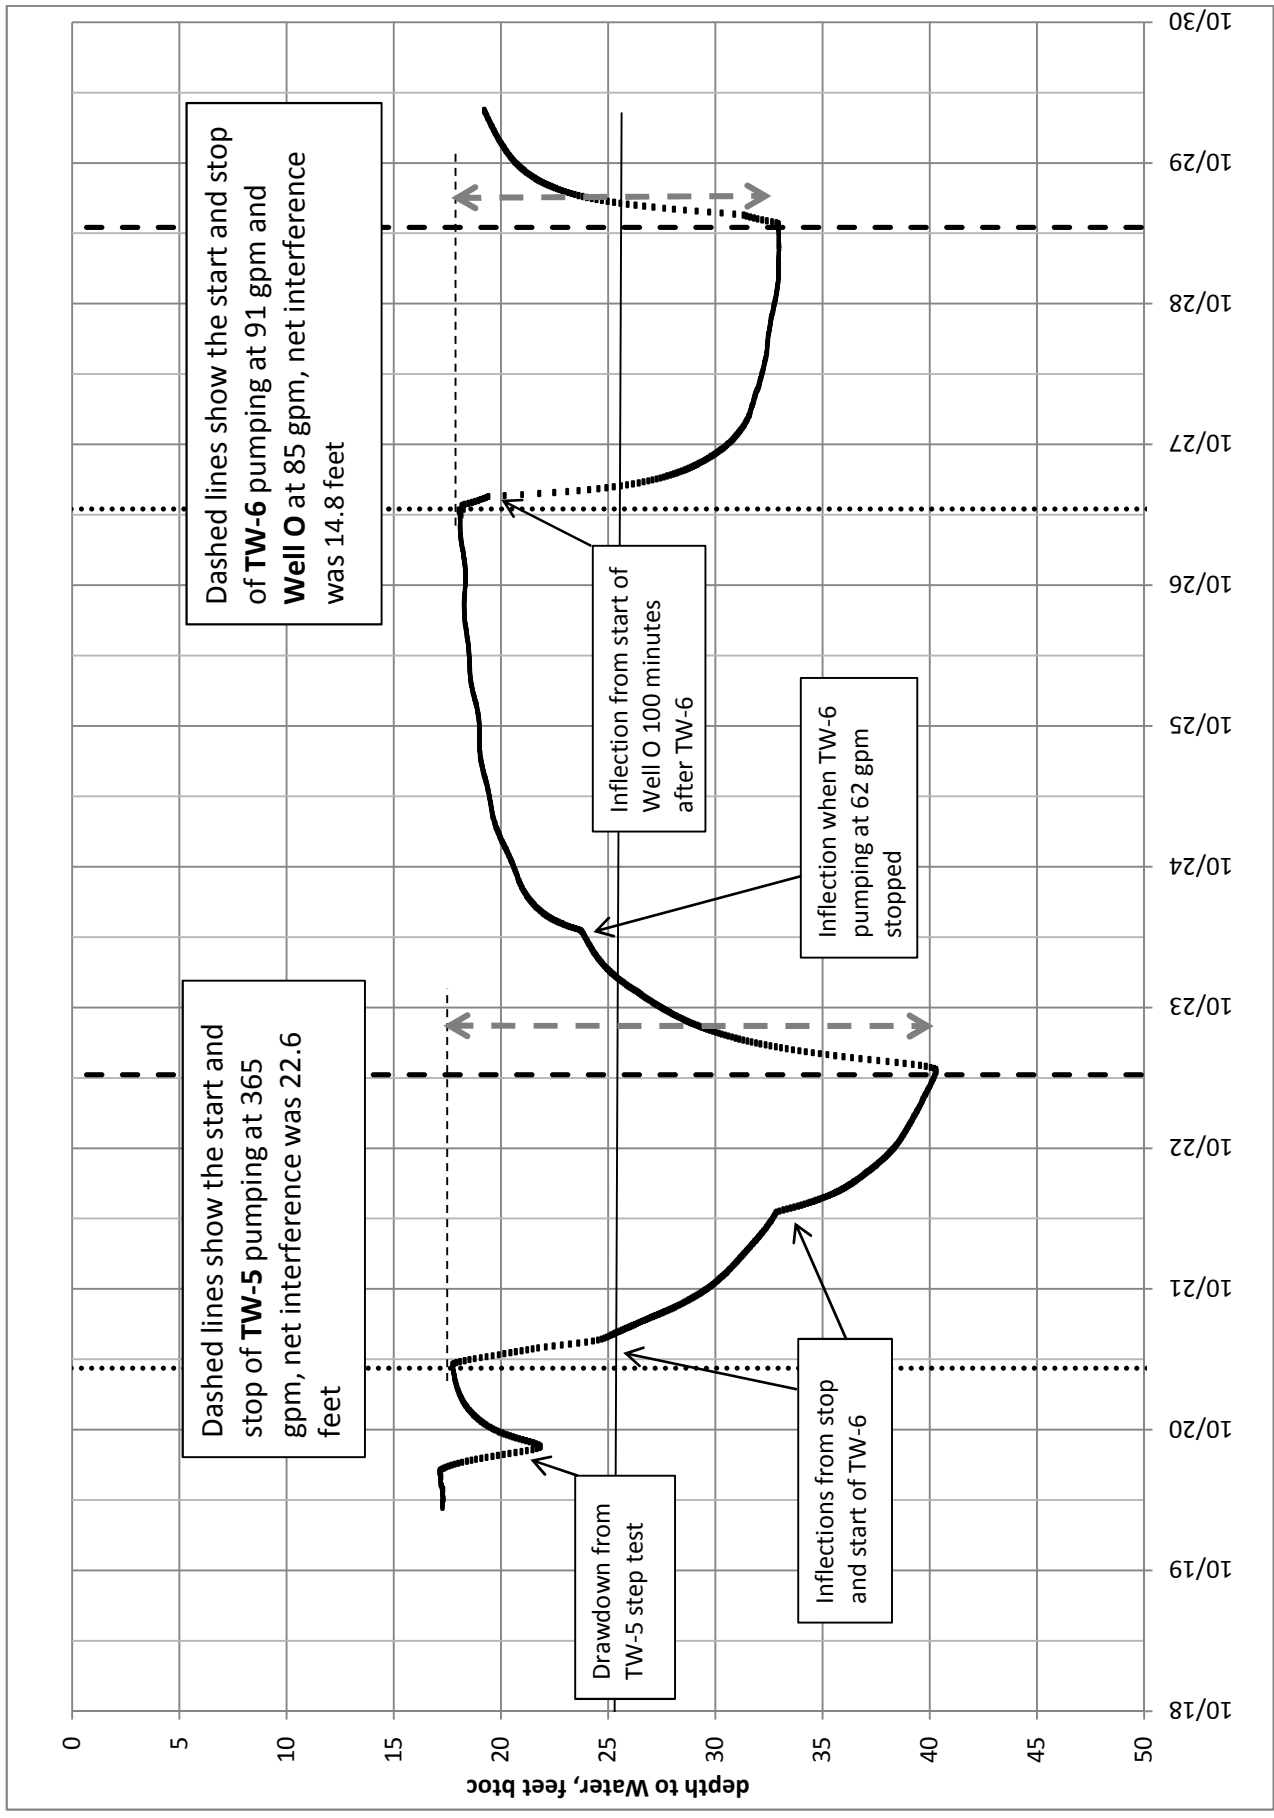 Dashed lines show the start and
stop of TW-5 pumping at 365
gpm, net interference was 22.6
feet
Dashed lines show the start and stop
of TW-6 pumping at 91 gpm and
Well O at 85 gpm, net interference
was 14.8 feet
Drawdown from
TW-5 step test
Inflections from stop
and start of TW-6
Inflection when TW-6
pumping at 62 gpm
stopped
Inflection from start of
Well O 100 minutes
after TW-6
depth to Water, feet btoc
0
5
10
15
20
25
30
35
40
45
50
10/18
10/19
10/20
10/21
10/22
10/23
10/24
10/25
10/26
10/27
10/28
10/29
10/30